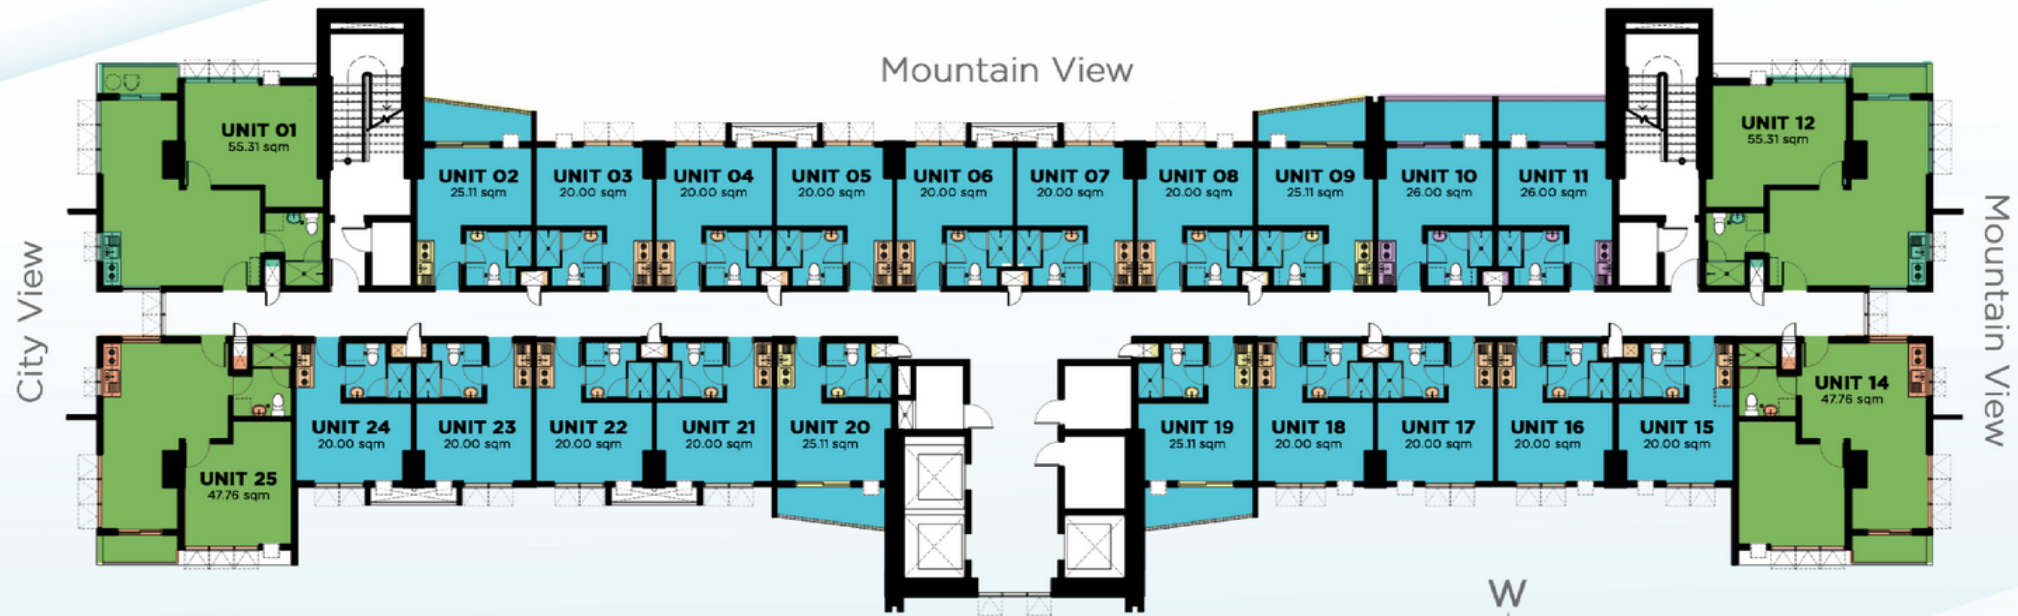 Mountain View
UNIT 01
55.31 sqm
UNIT 02
25.11 sqm
UNIT 03
20.00 sqm
UNIT 04
20.00 sqm
UNIT 05
20.00 sqm
UNIT 06
20.00 sqm
UNIT 07
20.00 sqm
UNIT 08
20.00 sqm
UNIT 09
25.11 sqm
UNIT 10
26.00 sqm
UNIT 11
26.00 sqm
UNIT 12
55.31 sqm
City View
Mountain View
UNIT 25
47.76 sqm
UNIT 24
20.00 sqm
UNIT 23
20.00 sqm
UNIT 22
20.00 sqm
UNIT 21
20.00 sqm
UNIT 20
25.11 sqm
UNIT 19
25.11 sqm
UNIT 18
20.00 sqm
UNIT 17
20.00 sqm
UNIT 16
20.00 sqm
UNIT 15
20.00 sqm
UNIT 14
47.76 sqm
W